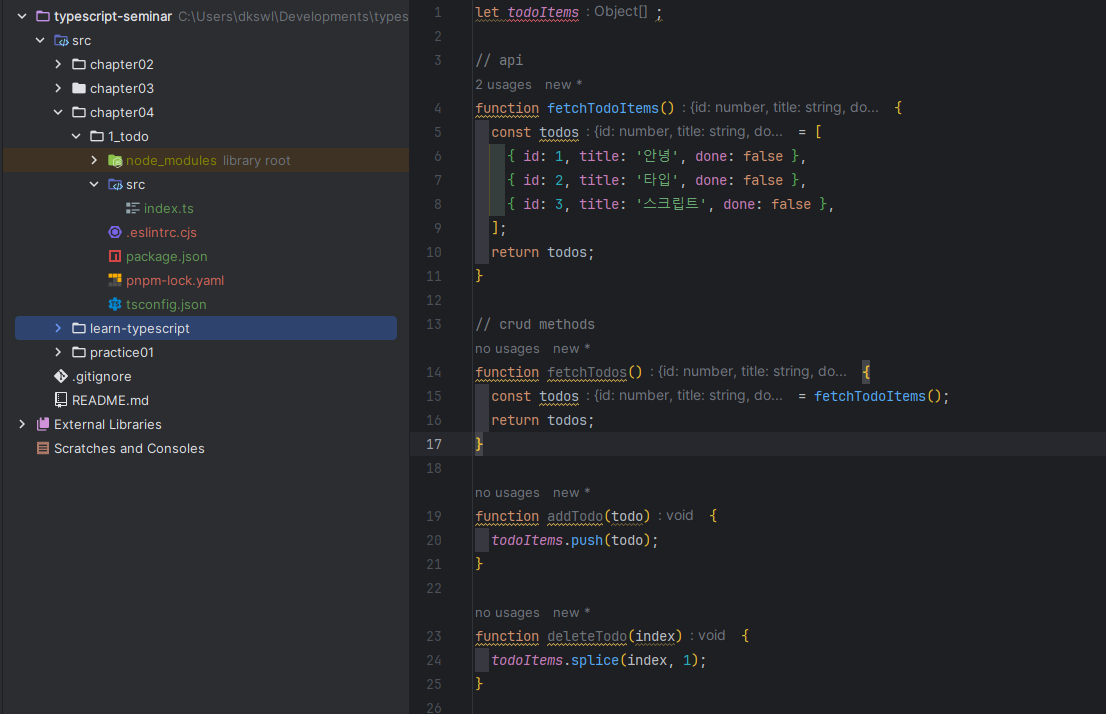 typescript-seminar C:\Users\dkswl\Developments\types
src
chapter02
chapter03
chapter04
1_todo
node_modules library root
src
index.ts
.eslintrc.cjs
package.json
pnpm-lock.yaml
tsconfig.json
learn-typescript
practice01
.gitignore
README.md
External Libraries
Scratches and Consoles
1 let todoItems : Object[] ;
2
3 // api
2 usages new *
4 function fetchTodoItems() : {id: number, title: string, do... {
5 const todos : {id: number, title: string, do... = [
6 { id: 1, title: '안녕', done: false },
7 { id: 2, title: '타입', done: false },
8 { id: 3, title: '스크립트', done: false },
9 ];
10 return todos;
11 }
12
13 // crud methods
no usages new *
14 function fetchTodos() : {id: number, title: string, do... {
15 const todos : {id: number, title: string, do... = fetchTodoItems();
16 return todos;
17 }
18
no usages new *
19 function addTodo(todo) : void {
20 todoItems.push(todo);
21 }
22
no usages new *
23 function deleteTodo(index) : void {
24 todoItems.splice(index, 1);
25 }
26